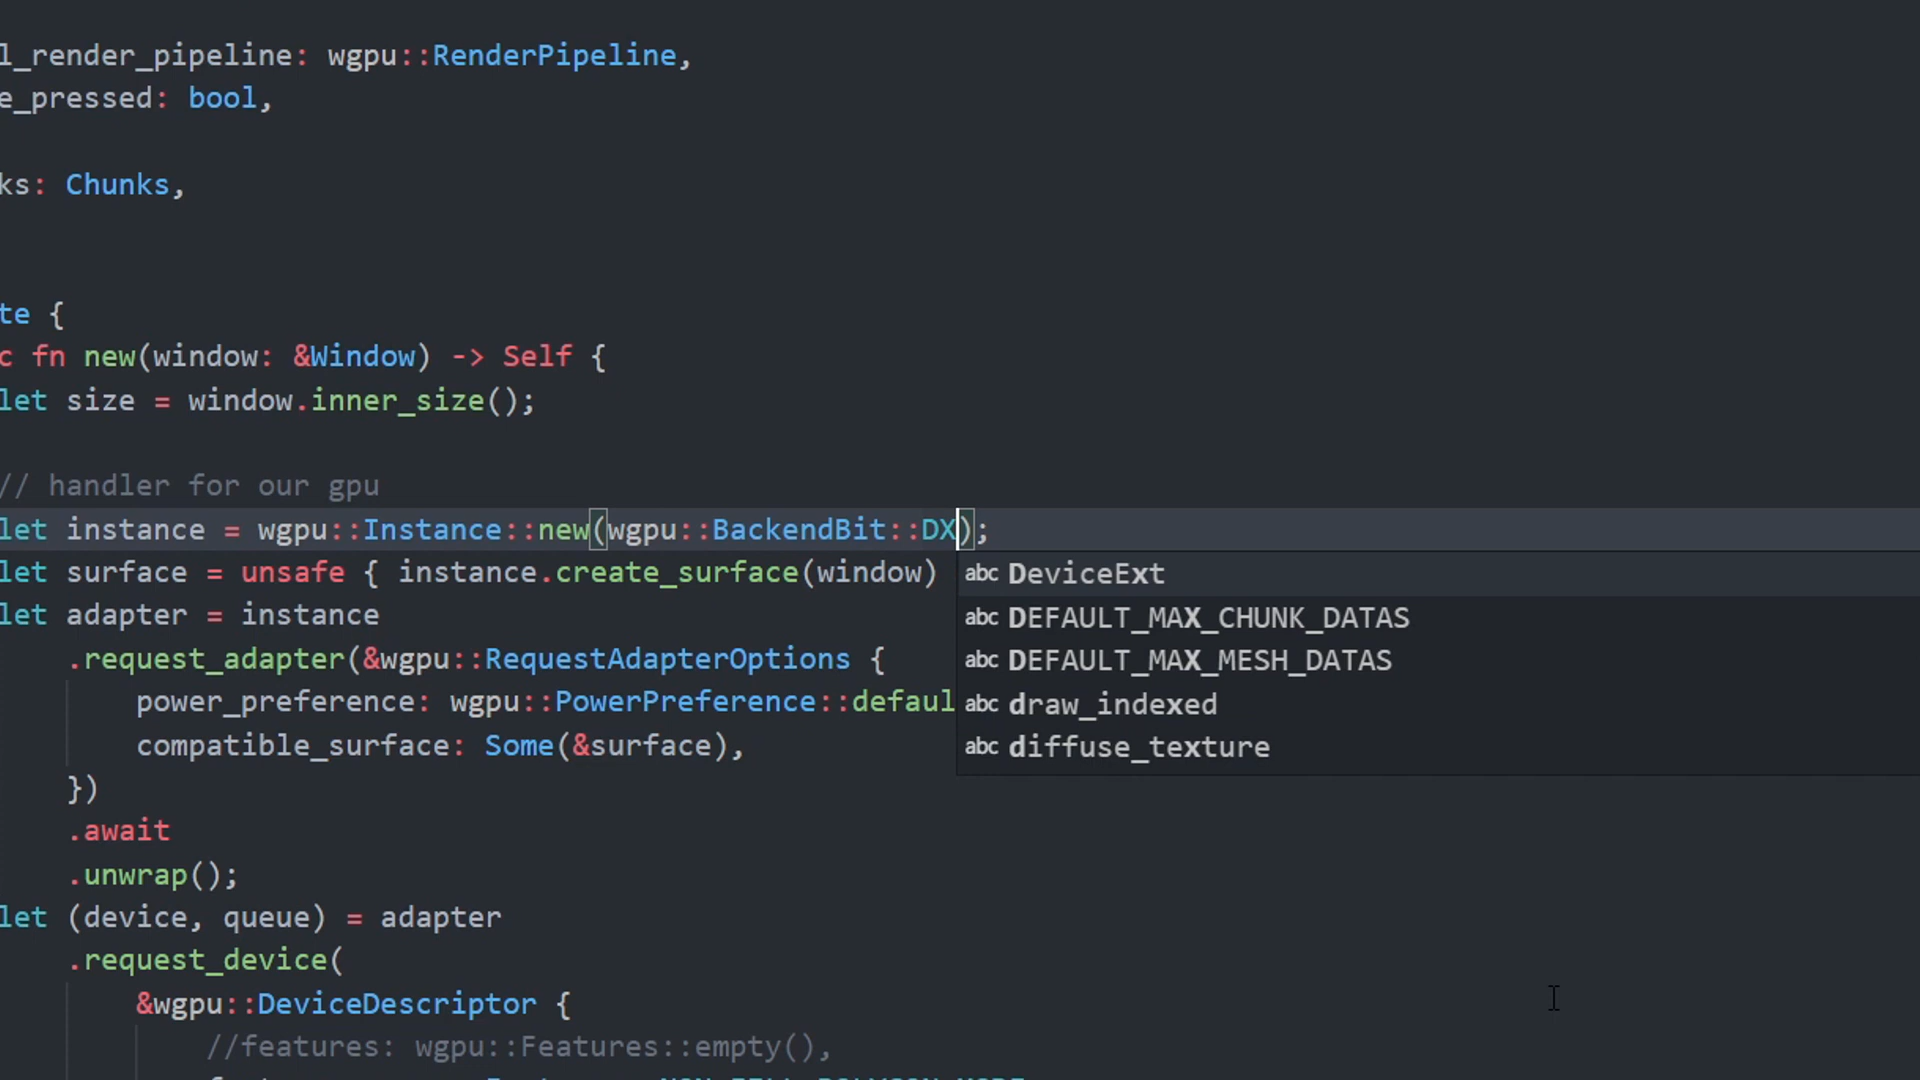 l_render_pipeline: wgpu::RenderPipeline,
e_pressed: bool,
ks: Chunks,
te {
c fn new(window: &Window) -> Self {
let size = window.inner_size();
// handler for our gpu
let instance = wgpu::Instance::new(wgpu::BackendBit::DX);
let surface = unsafe { instance.create_surface(window)
abc DeviceExt
let adapter = instance
abc DEFAULT_MAX_CHUNK_DATAS
.request_adapter(&wgpu::RequestAdapterOptions {
abc DEFAULT_MAX_MESH_DATAS
power_preference: wgpu::PowerPreference::defaul
abc draw_indexed
compatible_surface: Some(&surface),
abc diffuse_texture
})
.await
.unwrap();
let (device, queue) = adapter
.request_device(
&wgpu::DeviceDescriptor {
//features: wgpu::Features::empty(),